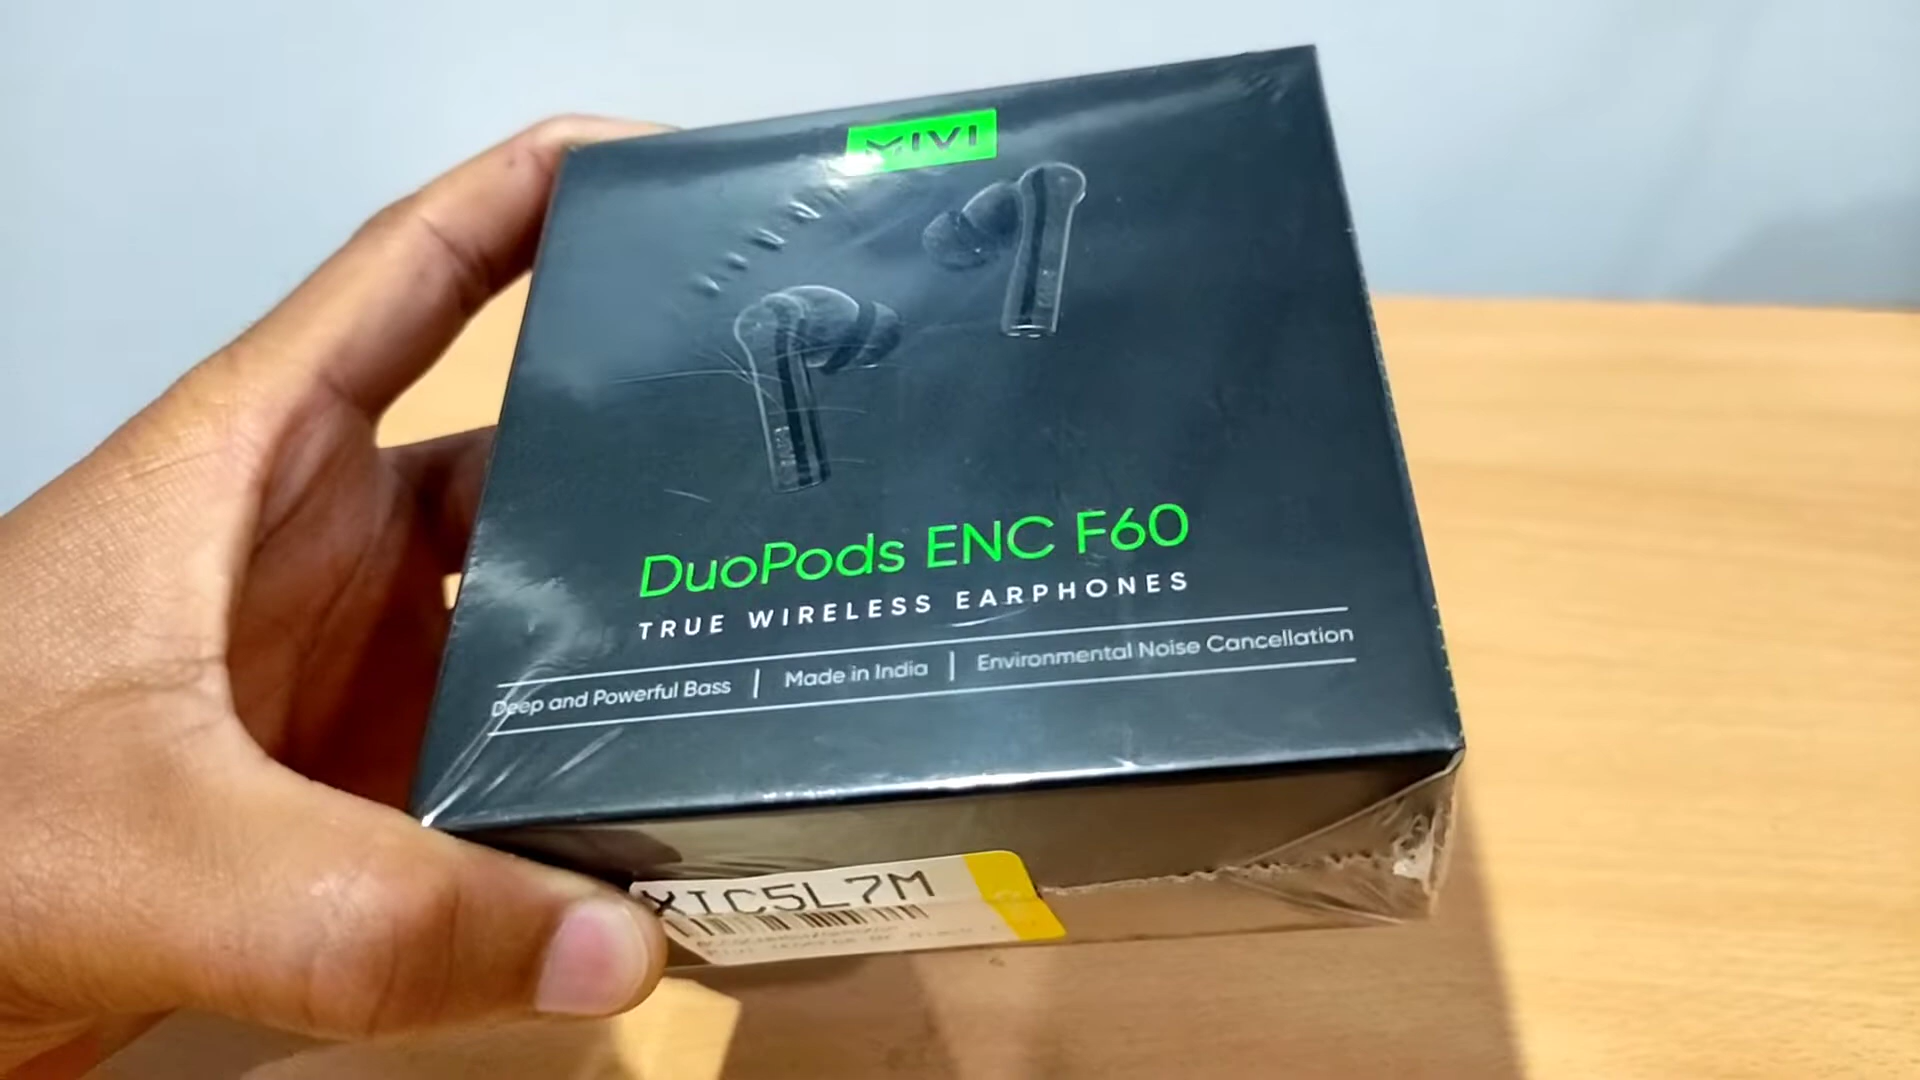 MIVI
DuoPods ENC F60
TRUE WIRELESS EARPHONES
Deep and Powerful Bass | Made in India | Environmental Noise Cancellation
XIC5L7M